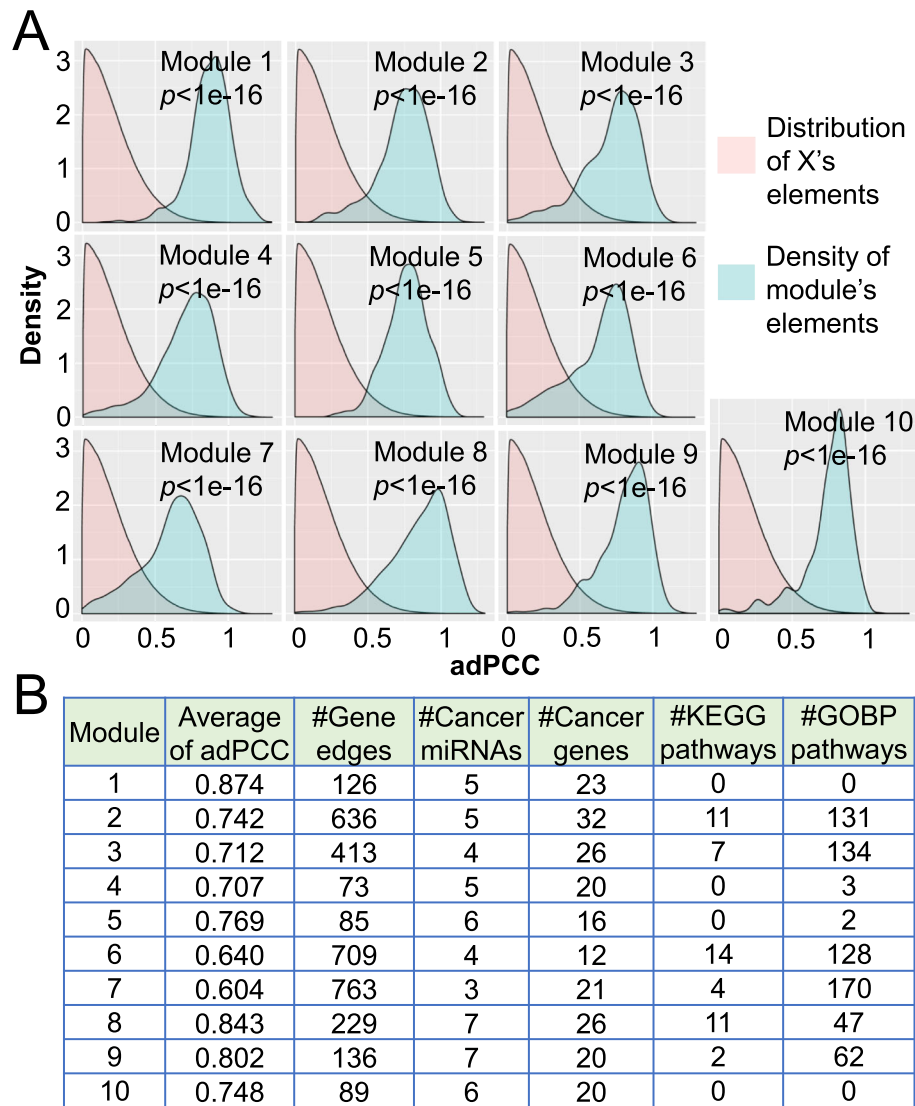 A
Module 1
p<1e-16
Module 2
p<1e-16
Module 3
p<1e-16
3
2
1
0
Distribution
of X's
elements
Density of
module's
elements
Module 4
p<1e-16
Module 5
p<1e-16
Module 6
p<1e-16
3
2
1
0
Density
Module 7
p<1e-16
Module 8
p<1e-16
Module 9
p<1e-16
Module 10
p<1e-16
3
2
1
0
0 0.5 1 0 0.5 1 0 0.5 1 0 0.5 1
adPCC
B
Module Average of adPCC #Gene edges #Cancer miRNAs #Cancer genes #KEGG pathways #GOBP pathways
1 0.874 126 5 23 0 0
2 0.742 636 5 32 11 131
3 0.712 413 4 26 7 134
4 0.707 73 5 20 0 3
5 0.769 85 6 16 0 2
6 0.640 709 4 12 14 128
7 0.604 763 3 21 4 170
8 0.843 229 7 26 11 47
9 0.802 136 7 20 2 62
10 0.748 89 6 20 0 0